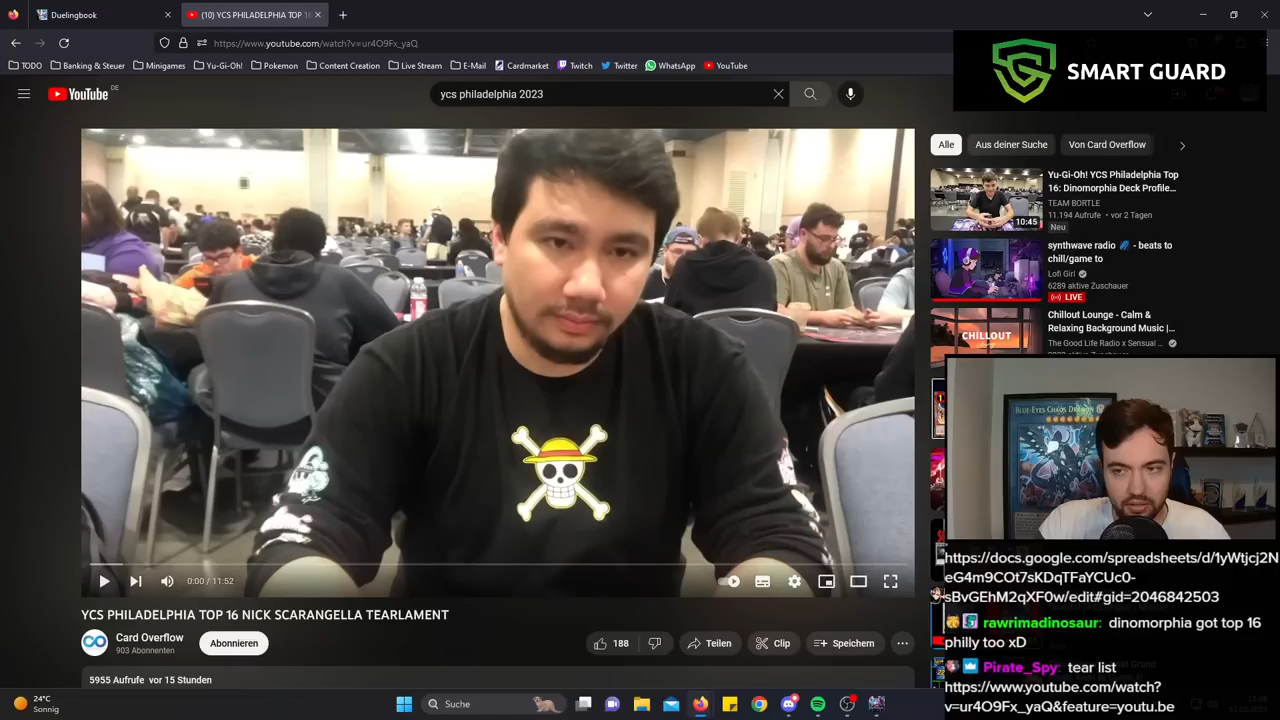 Duelingbook
(10) YCS PHILADELPHIA TOP 16
https://www.youtube.com/watch?v=ur4O9Fx_yaQ
TODO
Banking & Steuer
Minigames
Yu-Gi-Oh!
Pokemon
Content Creation
Live Stream
E-Mail
Cardmarket
Twitch
Twitter
WhatsApp
YouTube
SMART GUARD
YouTube DE
ycs philadelphia 2023
Alle
Aus deiner Suche
Von Card Overflow
Yu-Gi-Oh! YCS Philadelphia Top
16: Dinomorphia Deck Profile...
TEAM BORTLE
11.194 Aufrufe • vor 2 Tagen
Neu
10:45
synthwave radio 🌌 - beats to
chill/game to
Lofi Girl
6289 aktive Zuschauer
LIVE
Chillout Lounge - Calm &
Relaxing Background Music |...
The Good Life Radio x Sensual ...
CHILLOUT
BLUE-EYES CHAOS DRAGON
0:00 / 11:52
YCS PHILADELPHIA TOP 16 NICK SCARANGELLA TEARLAMENT
Card Overflow
903 Abonnenten
Abonnieren
188
Teilen
Clip
Speichern
5955 Aufrufe vor 15 Stunden
https://docs.google.com/spreadsheets/d/1yWtjcj2N
eG4m9COt7sKDqTFaYCUc0-
sBvGEhM2qXF0w/edit#gid=2046842503
rawrimadinosaur: dinomorphia got top 16
philly too xD
Pirate_Spy: tear list
https://www.youtube.com/watch?
v=ur4O9Fx_yaQ&feature=youtu.be
24°C
Sonnig
Suche